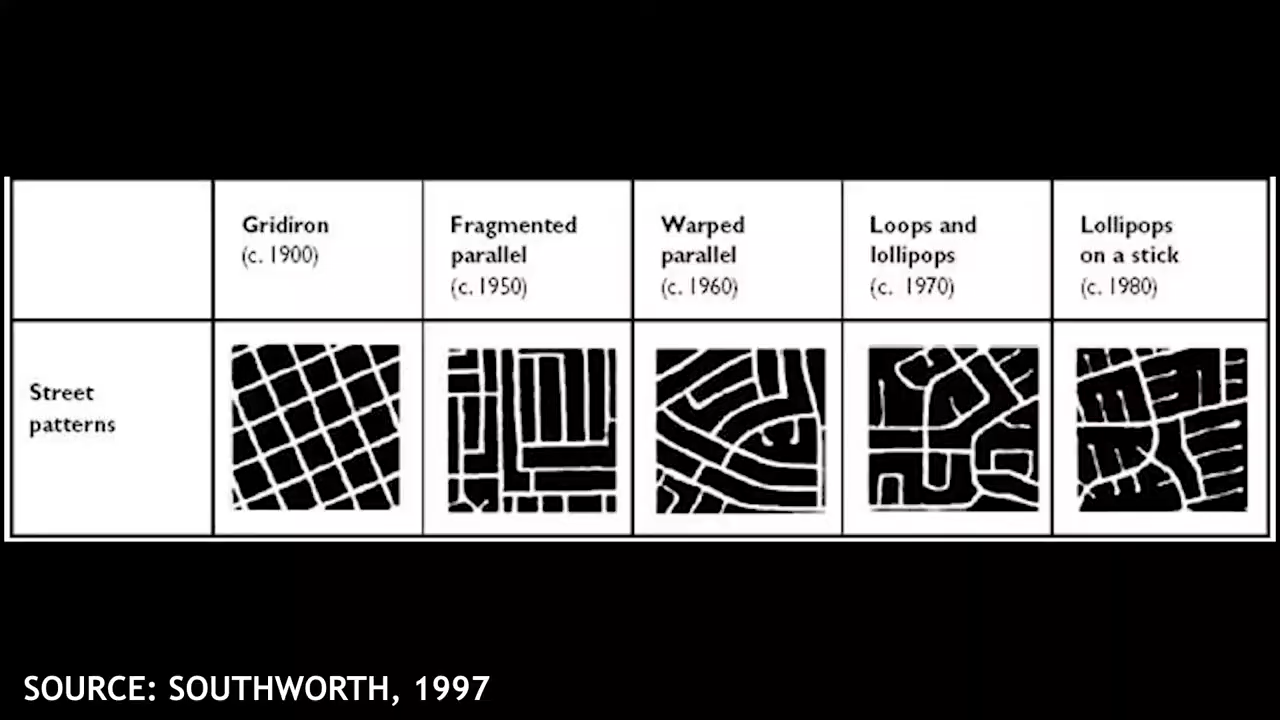 Gridiron
(c. 1900)
Fragmented
parallel
(c. 1950)
Warped
parallel
(c. 1960)
Loops and
lollipops
(c. 1970)
Lollipops
on a stick
(c. 1980)
Street
patterns
SOURCE: SOUTHWORTH, 1997